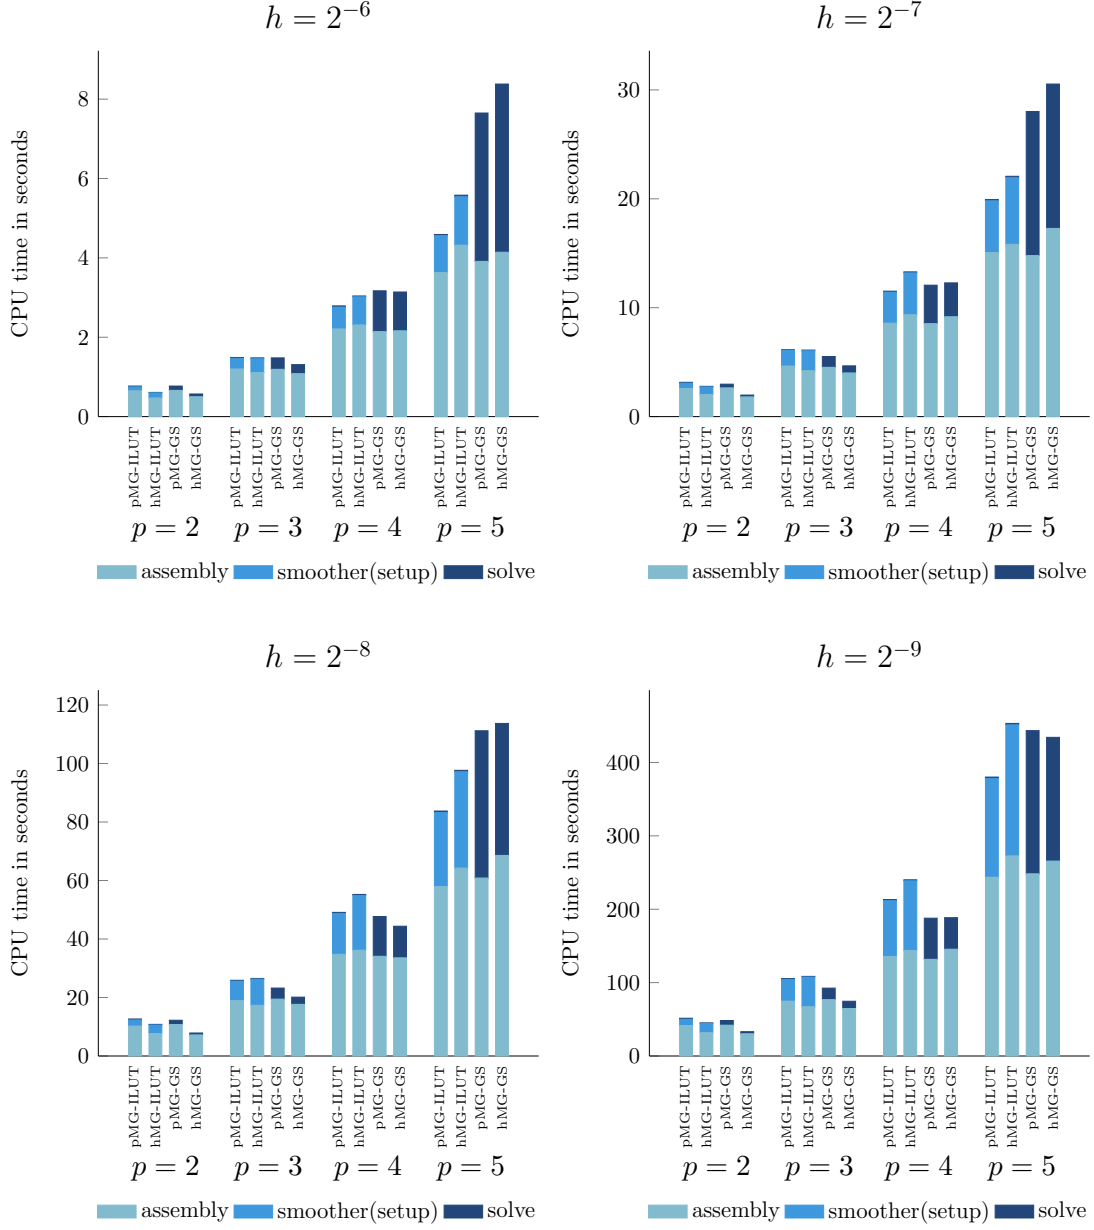 h = 2⁻⁶
CPU time in seconds
8
6
4
2
0
pMG-ILUT
hMG-ILUT
pMG-GS
hMG-GS
pMG-ILUT
hMG-ILUT
pMG-GS
hMG-GS
pMG-ILUT
hMG-ILUT
pMG-GS
hMG-GS
pMG-ILUT
hMG-ILUT
pMG-GS
hMG-GS
p = 2 p = 3 p = 4 p = 5
assembly smoother(setup) solve
h = 2⁻⁷
CPU time in seconds
30
20
10
0
pMG-ILUT
hMG-ILUT
pMG-GS
hMG-GS
pMG-ILUT
hMG-ILUT
pMG-GS
hMG-GS
pMG-ILUT
hMG-ILUT
pMG-GS
hMG-GS
pMG-ILUT
hMG-ILUT
pMG-GS
hMG-GS
p = 2 p = 3 p = 4 p = 5
assembly smoother(setup) solve
h = 2⁻⁸
CPU time in seconds
120
100
80
60
40
20
0
pMG-ILUT
hMG-ILUT
pMG-GS
hMG-GS
pMG-ILUT
hMG-ILUT
pMG-GS
hMG-GS
pMG-ILUT
hMG-ILUT
pMG-GS
hMG-GS
pMG-ILUT
hMG-ILUT
pMG-GS
hMG-GS
p = 2 p = 3 p = 4 p = 5
assembly smoother(setup) solve
h = 2⁻⁹
CPU time in seconds
400
300
200
100
0
pMG-ILUT
hMG-ILUT
pMG-GS
hMG-GS
pMG-ILUT
hMG-ILUT
pMG-GS
hMG-GS
pMG-ILUT
hMG-ILUT
pMG-GS
hMG-GS
pMG-ILUT
hMG-ILUT
pMG-GS
hMG-GS
p = 2 p = 3 p = 4 p = 5
assembly smoother(setup) solve